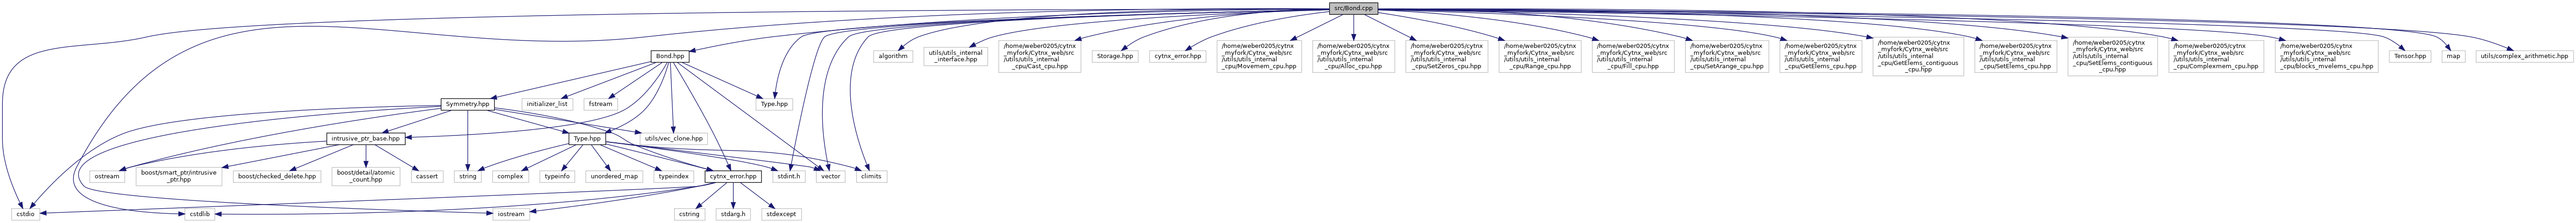 src/Bond.cpp
Bond.hpp
algorithm
utils/utils_internal
_interface.hpp
/home/weber0205/cytnx
_myfork/Cytnx_web/src
/utils/utils_internal
_cpu/Cast_cpu.hpp
Storage.hpp
cytnx_error.hpp
/home/weber0205/cytnx
_myfork/Cytnx_web/src
/utils/utils_internal
_cpu/Movemem_cpu.hpp
/home/weber0205/cytnx
_myfork/Cytnx_web/src
/utils/utils_internal
_cpu/Alloc_cpu.hpp
/home/weber0205/cytnx
_myfork/Cytnx_web/src
/utils/utils_internal
_cpu/SetZeros_cpu.hpp
/home/weber0205/cytnx
_myfork/Cytnx_web/src
/utils/utils_internal
_cpu/Range_cpu.hpp
/home/weber0205/cytnx
_myfork/Cytnx_web/src
/utils/utils_internal
_cpu/Fill_cpu.hpp
/home/weber0205/cytnx
_myfork/Cytnx_web/src
/utils/utils_internal
_cpu/SetArange_cpu.hpp
/home/weber0205/cytnx
_myfork/Cytnx_web/src
/utils/utils_internal
_cpu/GetElems_cpu.hpp
/home/weber0205/cytnx
_myfork/Cytnx_web/src
/utils/utils_internal
_cpu/GetElems_contiguous
_cpu.hpp
/home/weber0205/cytnx
_myfork/Cytnx_web/src
/utils/utils_internal
_cpu/SetElems_cpu.hpp
/home/weber0205/cytnx
_myfork/Cytnx_web/src
/utils/utils_internal
_cpu/SetElems_contiguous
_cpu.hpp
/home/weber0205/cytnx
_myfork/Cytnx_web/src
/utils/utils_internal
_cpu/Complexmem_cpu.hpp
/home/weber0205/cytnx
_myfork/Cytnx_web/src
/utils/utils_internal
_cpu/blocks_mvelems_cpu.hpp
Tensor.hpp
map
utils/complex_arithmetic.hpp
Symmetry.hpp
initializer_list
fstream
Type.hpp
intrusive_ptr_base.hpp
Type.hpp
utils/vec_clone.hpp
ostream
boost/smart_ptr/intrusive
_ptr.hpp
boost/checked_delete.hpp
boost/detail/atomic
_count.hpp
cassert
string
complex
typeinfo
unordered_map
typeindex
cytnx_error.hpp
stdint.h
vector
climits
cstdio
cstdlib
iostream
cstring
stdarg.h
stdexcept